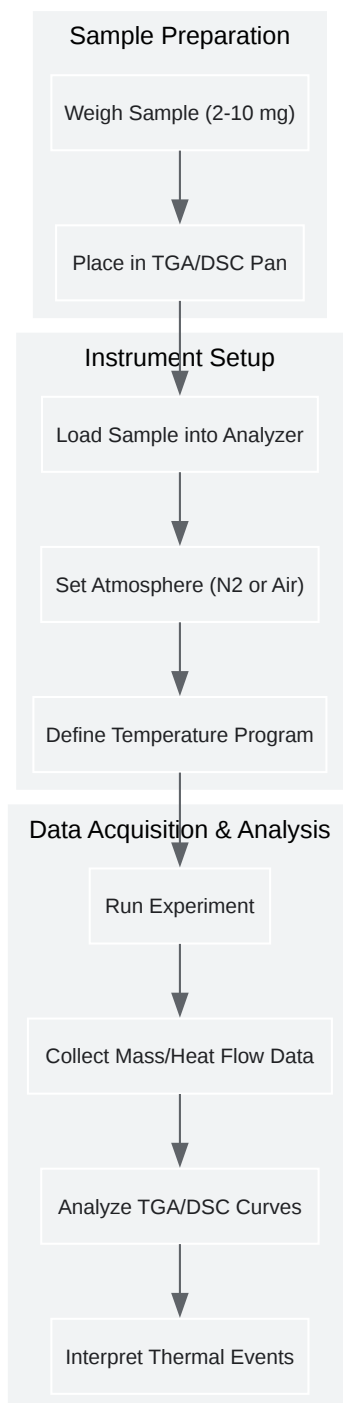 Sample Preparation
Weigh Sample (2-10 mg)
Place in TGA/DSC Pan
Instrument Setup
Load Sample into Analyzer
Set Atmosphere (N2 or Air)
Define Temperature Program
Data Acquisition & Analysis
Run Experiment
Collect Mass/Heat Flow Data
Analyze TGA/DSC Curves
Interpret Thermal Events